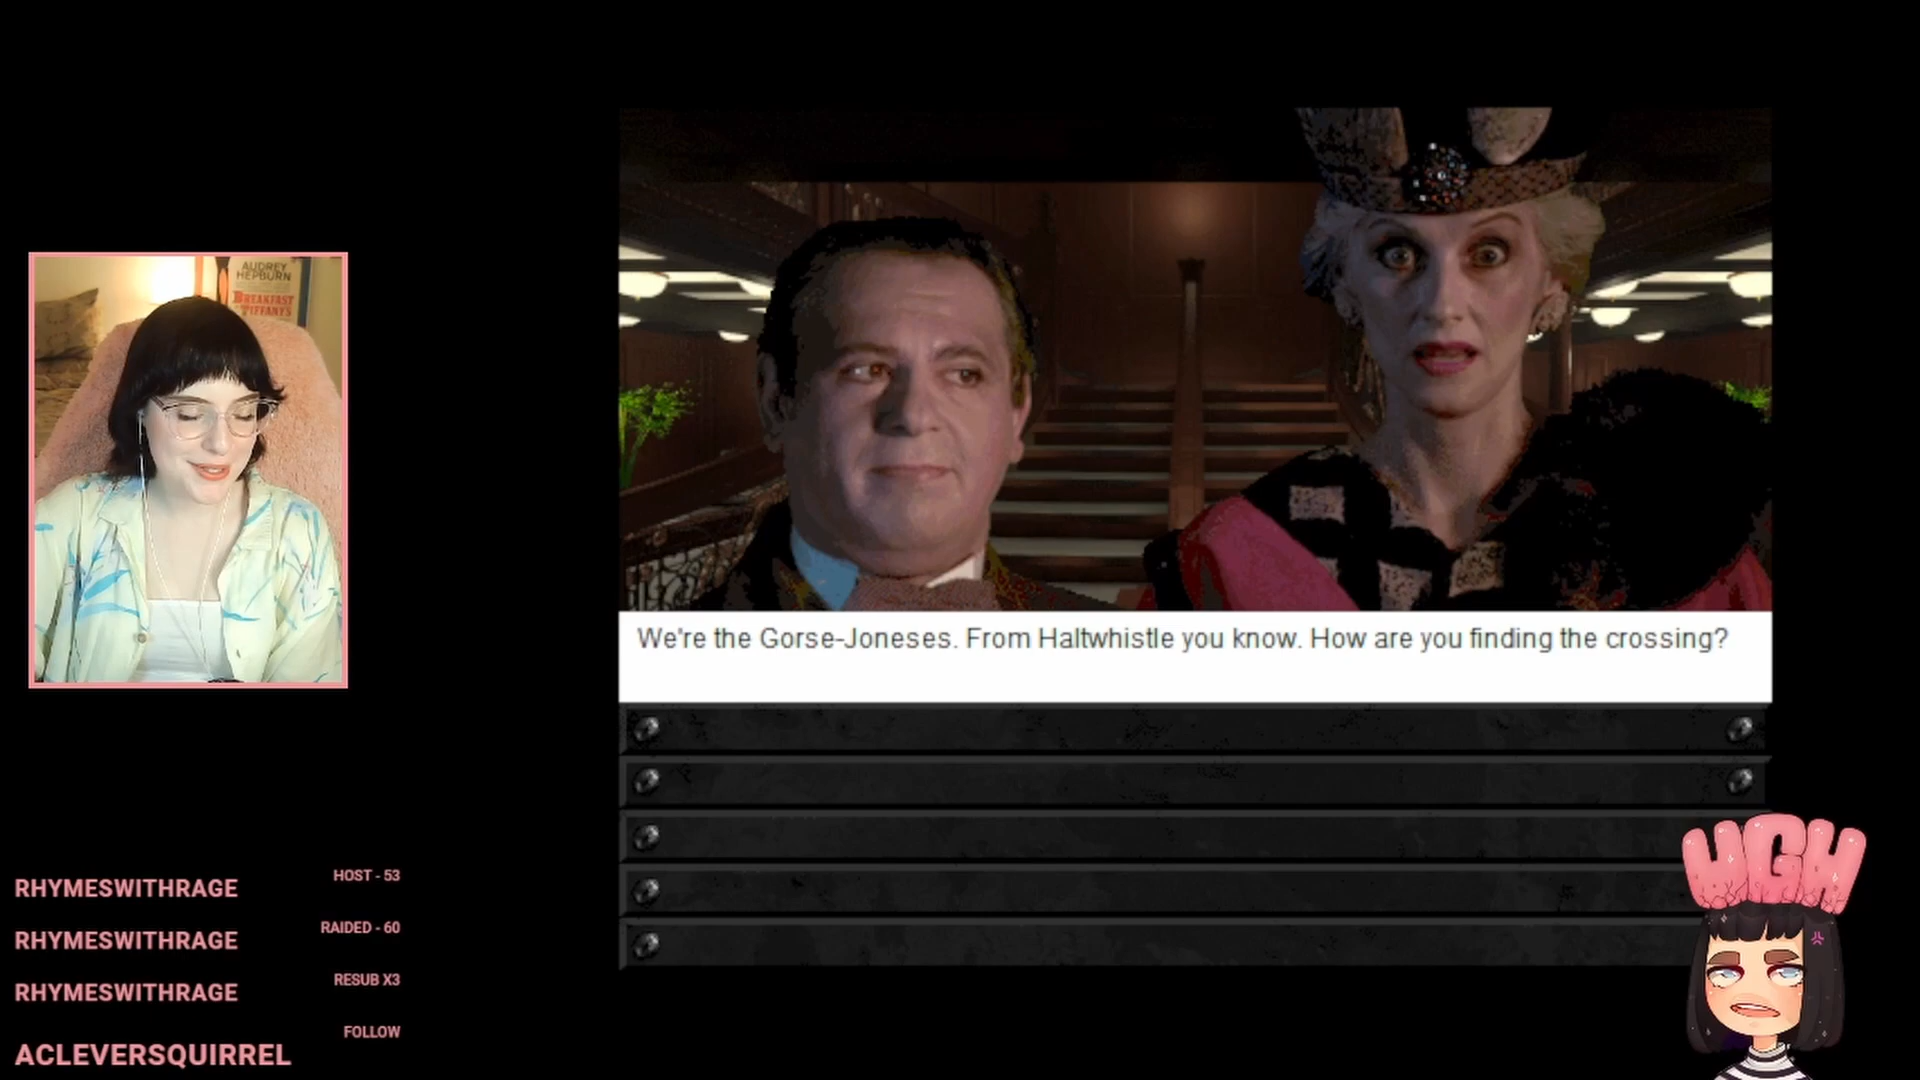 AUDREY
HEPBURN
BREAKFAST
TIFFANY'S
We're the Gorse-Joneses. From Haltwhistle you know. How are you finding the crossing?
UGH
RHYMESWITHRAGE HOST - 53
RHYMESWITHRAGE RAIDED - 60
RHYMESWITHRAGE RESUB X3
ACLEVERSQUIRREL FOLLOW